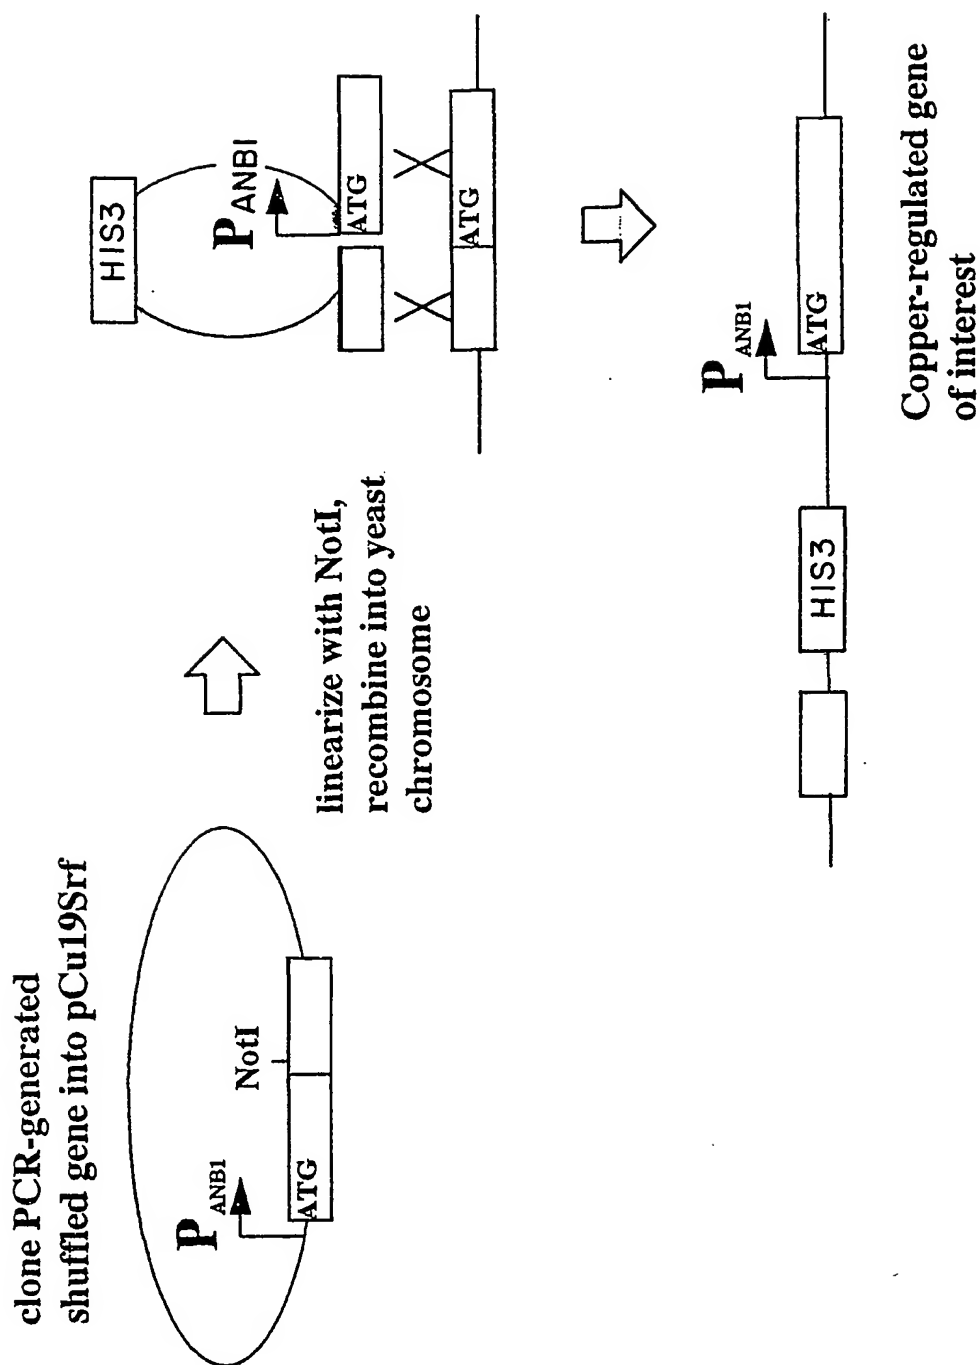 clone PCR-generated
shuffled gene into pCu19Srf
P ANB1
NotI
ATG
linearize with NotI,
recombine into yeast
chromosome
HIS3
P ANB1
ATG
ATG
P ANB1
HIS3
ATG
Copper-regulated gene
of interest